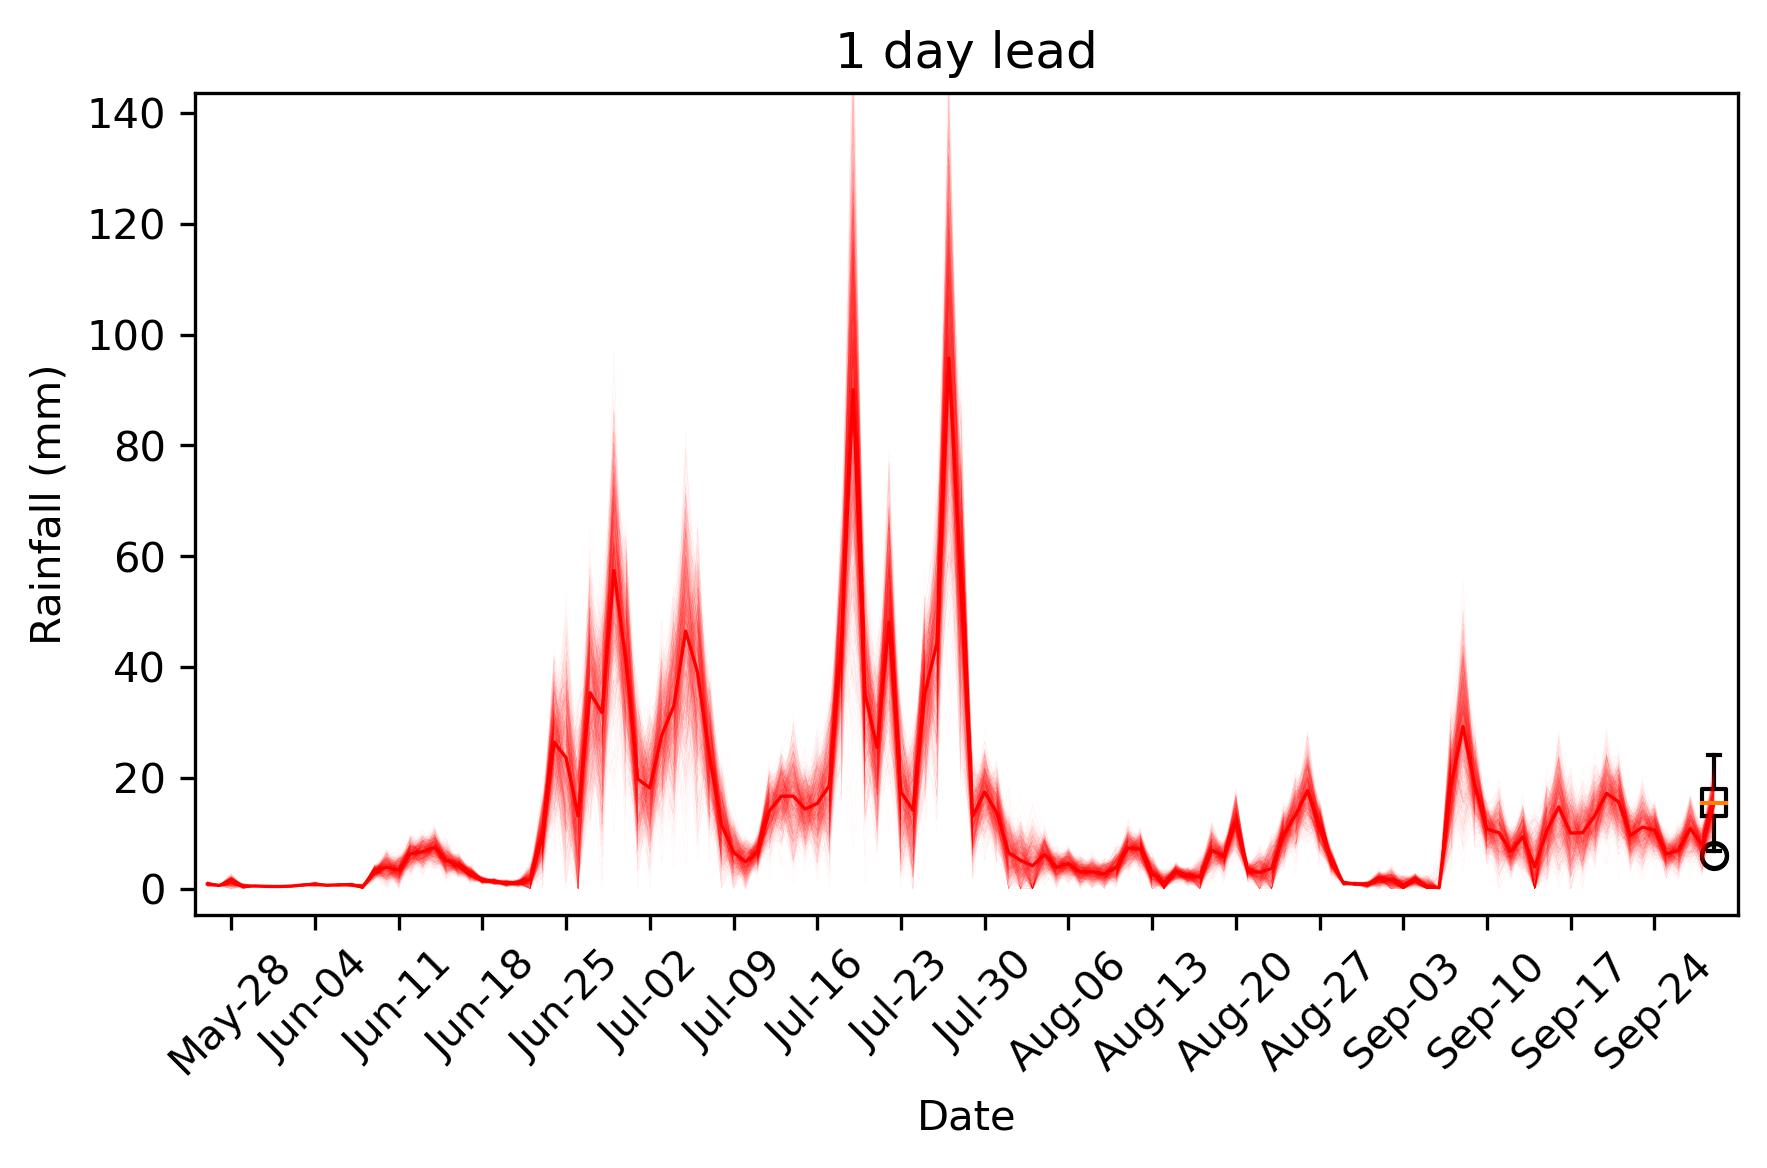 1 day lead
140
120
100
80
60
40
20
0
Rainfall (mm)
May-28
Jun-04
Jun-11
Jun-18
Jun-25
Jul-02
Jul-09
Jul-16
Jul-23
Jul-30
Aug-06
Aug-13
Aug-20
Aug-27
Sep-03
Sep-10
Sep-17
Sep-24
Date